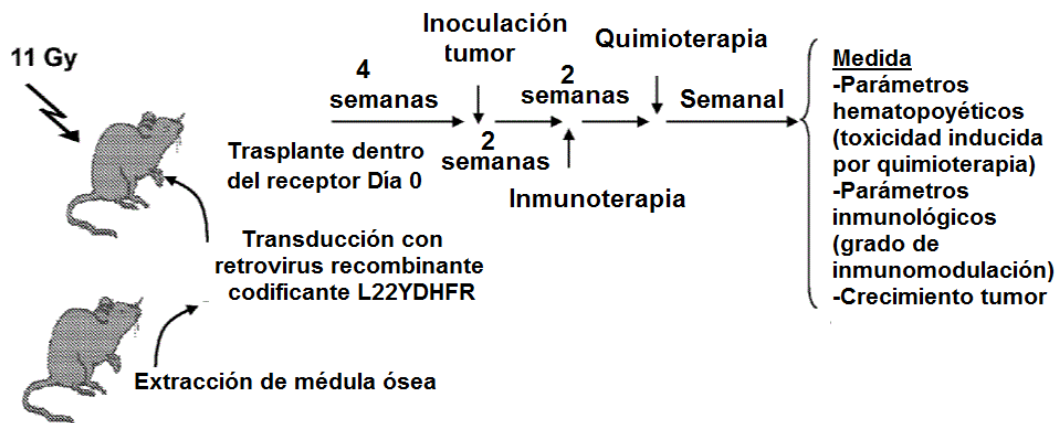 11 Gy
4
semanas
Trasplante dentro
del receptor Día 0
Inoculación
tumor
2
semanas
2
semanas
Inmunoterapia
Quimioterapia
Semanal
Medida
-Parámetros
hematopoyéticos
(toxicidad inducida
por quimioterapia)
-Parámetros
inmunológicos
(grado de
inmunomodulación)
-Crecimiento tumor
Transducción con
retrovirus recombinante
codificante L22YDHFR
Extracción de médula ósea